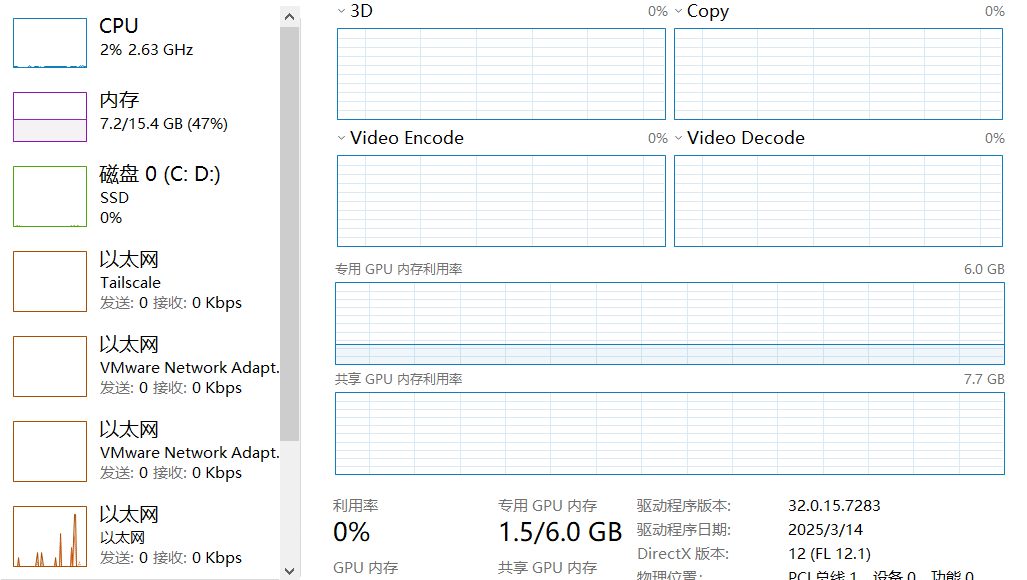 CPU
2% 2.63 GHz
内存
7.2/15.4 GB (47%)
磁盘 0 (C: D:)
SSD
0%
以太网
Tailscale
发送: 0 接收: 0 Kbps
以太网
VMware Network Adapt.
发送: 0 接收: 0 Kbps
以太网
VMware Network Adapt.
发送: 0 接收: 0 Kbps
以太网
以太网
发送: 0 接收: 0 Kbps
3D 0%
Copy 0%
Video Encode 0%
Video Decode 0%
专用 GPU 内存利用率 6.0 GB
共享 GPU 内存利用率 7.7 GB
利用率
0%
GPU 内存
专用 GPU 内存
1.5/6.0 GB
共享 GPU 内存
驱动程序版本: 32.0.15.7283
驱动程序日期: 2025/3/14
DirectX 版本: 12 (FL 12.1)
物理位置: PCI 总线 1、设备 0、功能 0